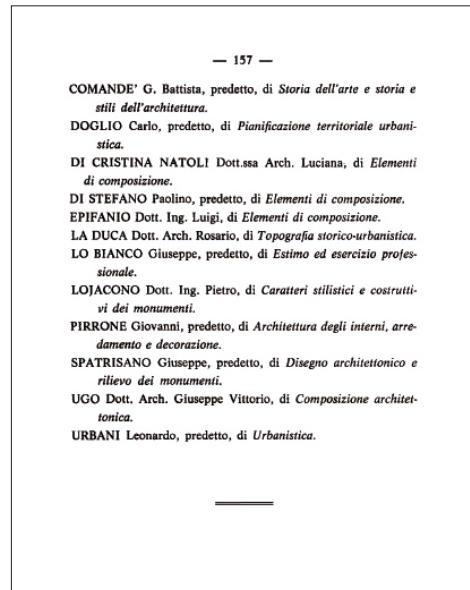 — 157 —
COMANDE' G. Battista, predetto, di Storia dell'arte e storia e
stili dell'architettura.
DOGLIO Carlo, predetto, di Pianificazione territoriale urbani-
stica.
DI CRISTINA NATOLI Dott.ssa Arch. Luciana, di Elementi
di composizione.
DI STEFANO Paolino, predetto, di Elementi di composizione.
EPIFANIO Dott. Ing. Luigi, di Elementi di composizione.
LA DUCA Dott. Arch. Rosario, di Topografia storico-urbanistica.
LO BIANCO Giuseppe, predetto, di Estimo ed esercizio profes-
sionale.
LOJACONO Dott. Ing. Pietro, di Caratteri stilistici e costrutti-
vi dei monumenti.
PIRRONE Giovanni, predetto, di Architettura degli interni, arre-
damento e decorazione.
SPATRISANO Giuseppe, predetto, di Disegno architettonico e
rilievo dei monumenti.
UGO Dott. Arch. Giuseppe Vittorio, di Composizione architet-
tonica.
URBANI Leonardo, predetto, di Urbanistica.